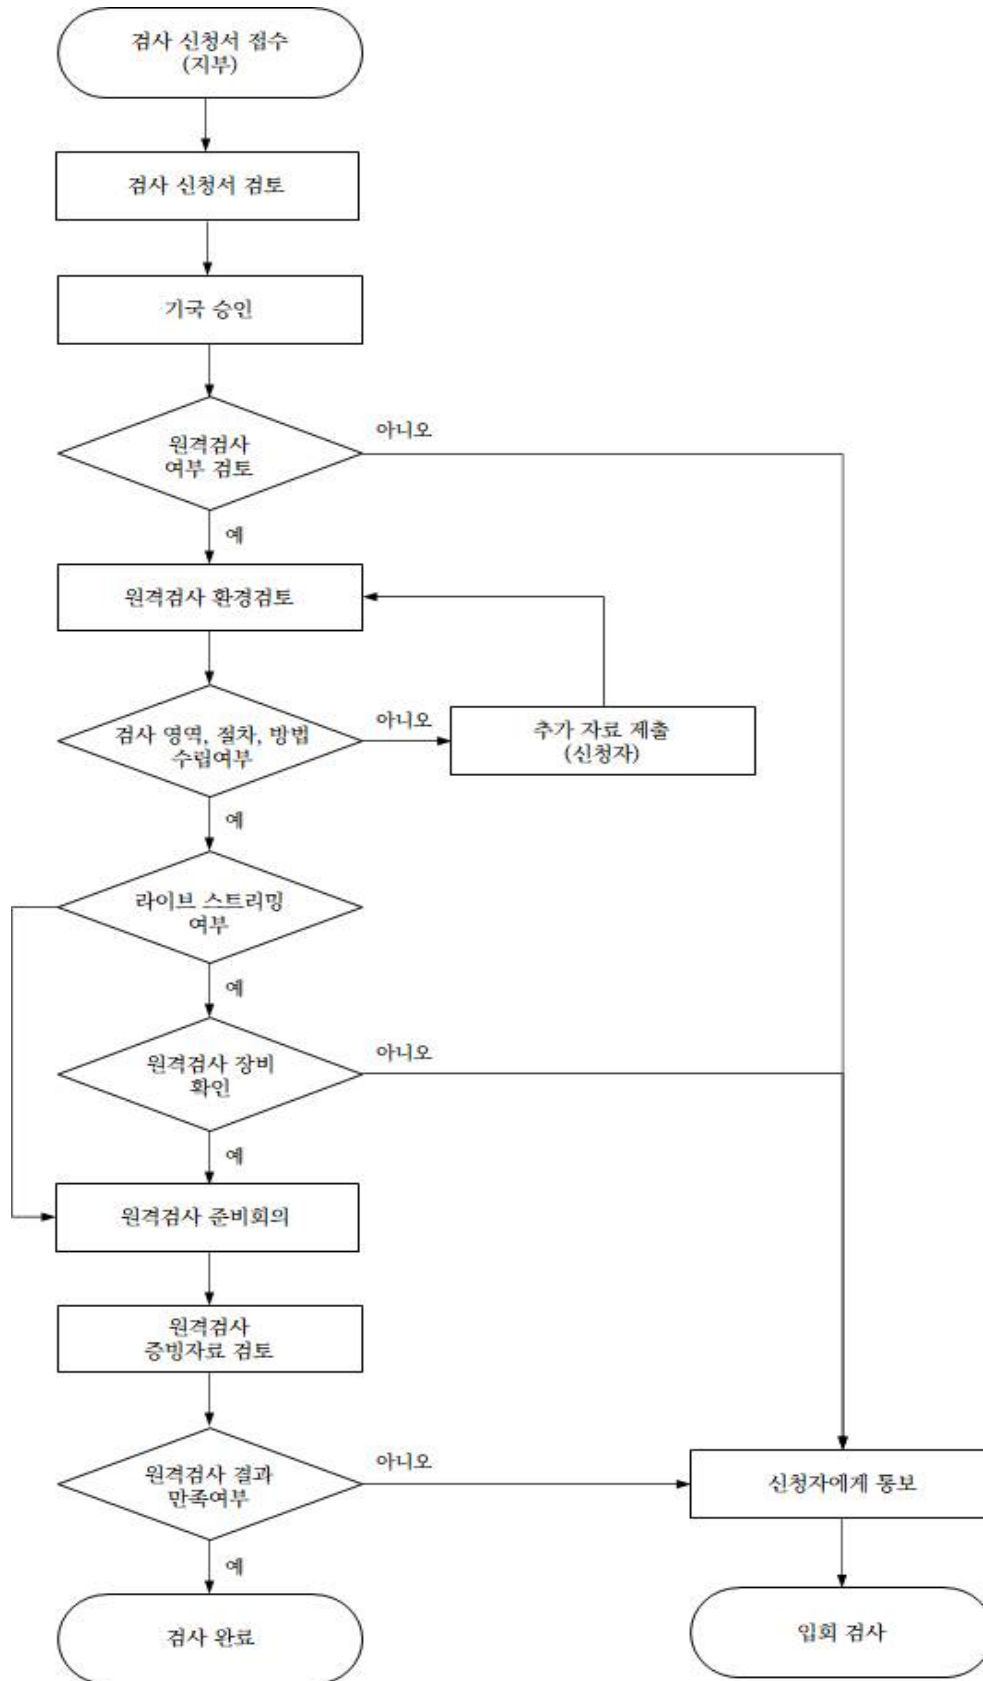 검사 신청서 접수
(지부)
검사 신청서 검토
기국 승인
원격검사
여부 검토
아니오
예
원격검사 환경검토
검사 영역, 절차, 방법
수립여부
아니오
추가 자료 제출
(신청자)
예
라이브 스트리밍
여부
예
원격검사 장비
확인
아니오
예
원격검사 준비회의
원격검사
증빙자료 검토
원격검사 결과
만족여부
아니오
신청자에게 통보
예
검사 완료
입회 검사